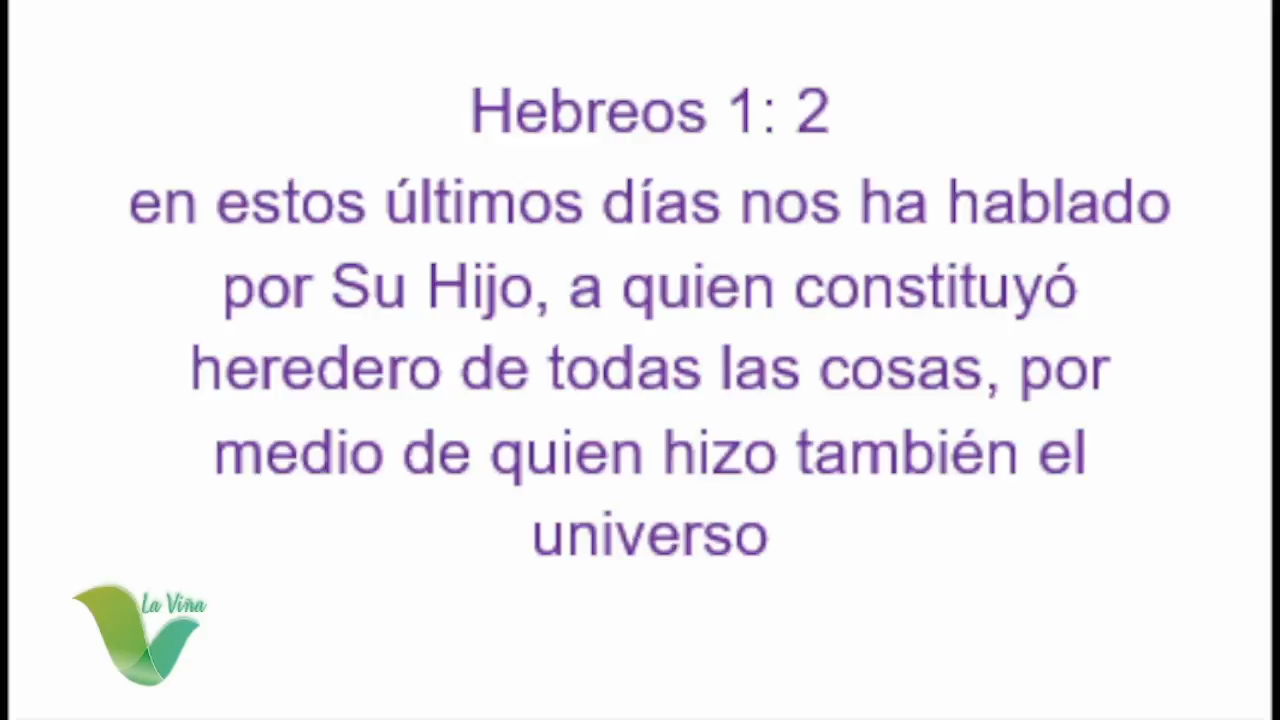 Hebreos 1: 2
en estos últimos días nos ha hablado
por Su Hijo, a quien constituyó
heredero de todas las cosas, por
medio de quien hizo también el
universo
La Viña